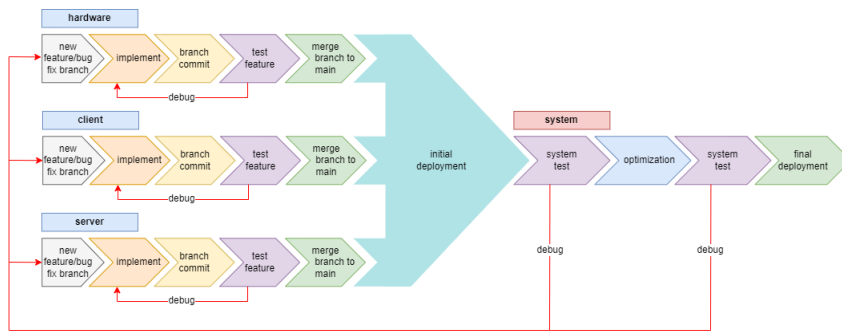 hardware
new
feature/bug
fix branch
implement
branch
commit
test
feature
merge
branch to
main
debug
client
new
feature/bug
fix branch
implement
branch
commit
test
feature
merge
branch to
main
debug
server
new
feature/bug
fix branch
implement
branch
commit
test
feature
merge
branch to
main
debug
initial
deployment
system
system
test
optimization
system
test
final
deployment
debug
debug